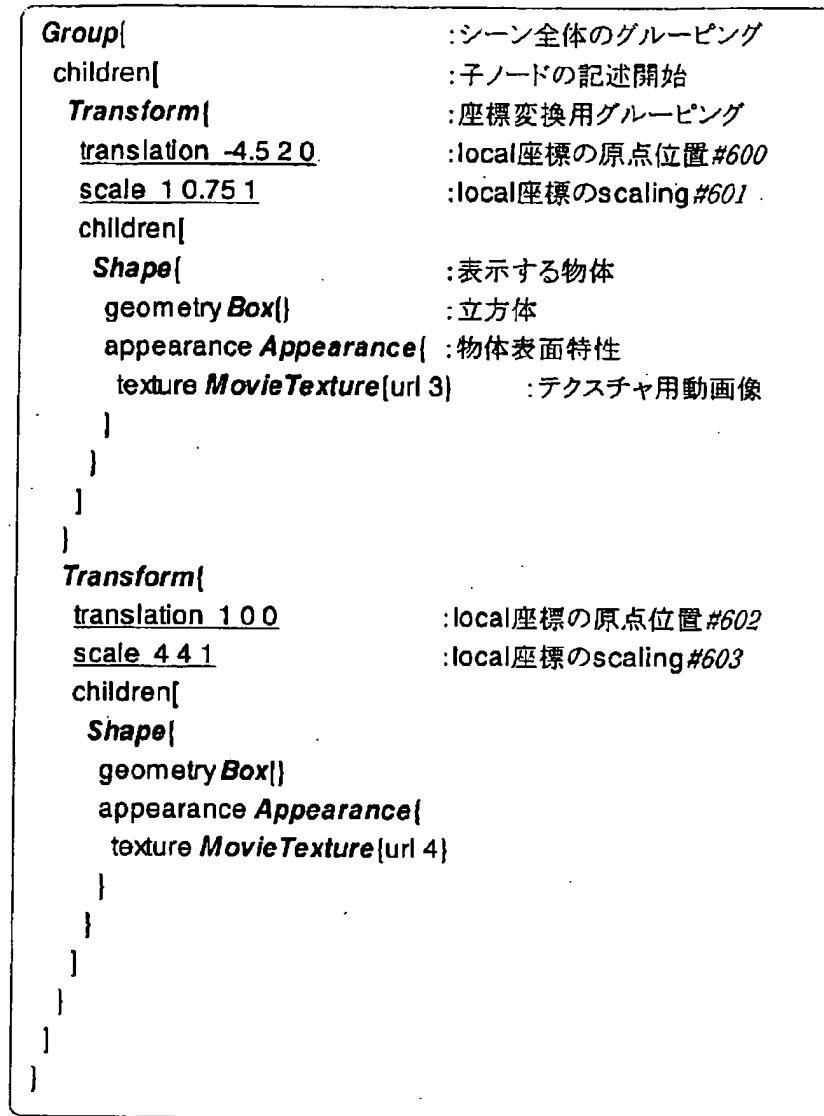 Group{ :シーン全体のグルーピング
children[ :子ノードの記述開始
Transform{ :座標変換用グルーピング
translation -4.5 2 0 :local座標の原点位置#600
scale 1 0.75 1 :local座標のscaling#601
children[
Shape{ :表示する物体
geometry Box{} :立方体
appearance Appearance{ :物体表面特性
texture MovieTexture{url 3} :テクスチャ用動画像
}
}
]
}
Transform{
translation 1 0 0 :local座標の原点位置#602
scale 4 4 1 :local座標のscaling#603
children[
Shape{
geometry Box{}
appearance Appearance{
texture MovieTexture{url 4}
}
}
]
}
]
}